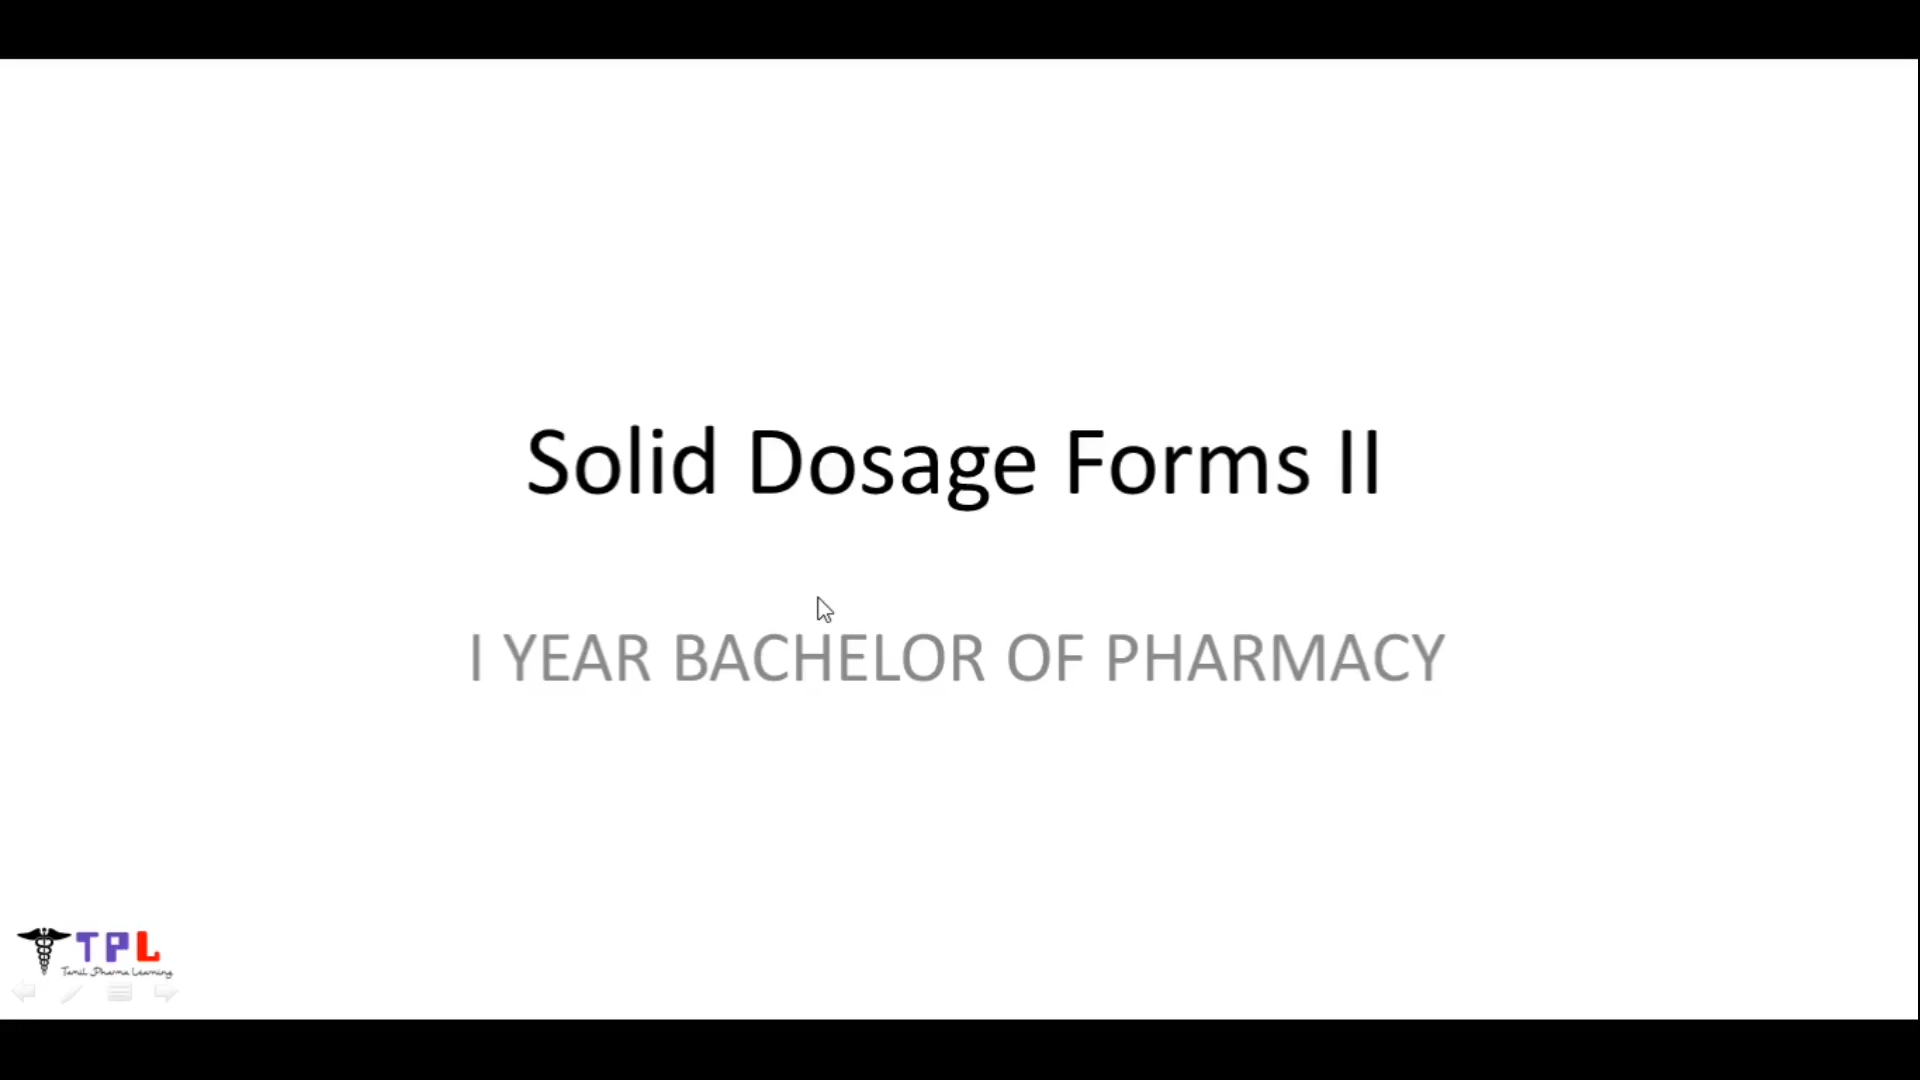 Solid Dosage Forms II
I YEAR BACHELOR OF PHARMACY
TPL
Tamil Pharma Learning